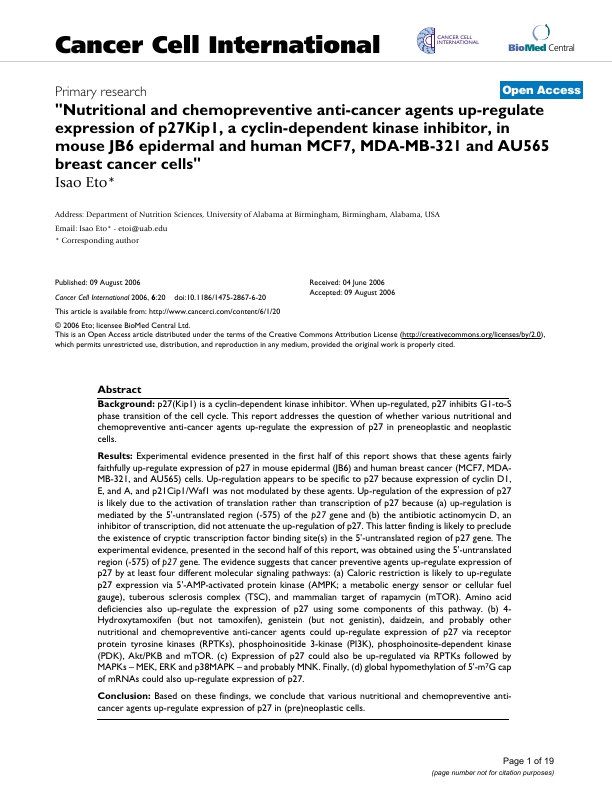 Cancer Cell International
CANCER CELL
INTERNATIONAL
BioMed Central
Primary research
Open Access
"Nutritional and chemopreventive anti-cancer agents up-regulate
expression of p27Kip1, a cyclin-dependent kinase inhibitor, in
mouse JB6 epidermal and human MCF7, MDA-MB-321 and AU565
breast cancer cells"
Isao Eto*
Address: Department of Nutrition Sciences, University of Alabama at Birmingham, Birmingham, Alabama, USA
Email: Isao Eto* - etoi@uab.edu
* Corresponding author
Published: 09 August 2006
Cancer Cell International 2006, 6:20 doi:10.1186/1475-2867-6-20
Received: 04 June 2006
Accepted: 09 August 2006
This article is available from: http://www.cancerci.com/content/6/1/20
© 2006 Eto; licensee BioMed Central Ltd.
This is an Open Access article distributed under the terms of the Creative Commons Attribution License (http://creativecommons.org/licenses/by/2.0),
which permits unrestricted use, distribution, and reproduction in any medium, provided the original work is properly cited.
Abstract
Background: p27(Kip1) is a cyclin-dependent kinase inhibitor. When up-regulated, p27 inhibits G1-to-S
phase transition of the cell cycle. This report addresses the question of whether various nutritional and
chemopreventive anti-cancer agents up-regulate the expression of p27 in preneoplastic and neoplastic
cells.
Results: Experimental evidence presented in the first half of this report shows that these agents fairly
faithfully up-regulate expression of p27 in mouse epidermal (JB6) and human breast cancer (MCF7, MDA-
MB-321, and AU565) cells. Up-regulation appears to be specific to p27 because expression of cyclin D1,
E, and A, and p21Cip1/Waf1 was not modulated by these agents. Up-regulation of the expression of p27
is likely due to the activation of translation rather than transcription of p27 because (a) up-regulation is
mediated by the 5'-untranslated region (-575) of the p27 gene and (b) the antibiotic actinomycin D, an
inhibitor of transcription, did not attenuate the up-regulation of p27. This latter finding is likely to preclude
the existence of cryptic transcription factor binding site(s) in the 5'-untranslated region of p27 gene. The
experimental evidence, presented in the second half of this report, was obtained using the 5'-untranslated
region (-575) of p27 gene. The evidence suggests that cancer preventive agents up-regulate expression of
p27 by at least four different molecular signaling pathways: (a) Caloric restriction is likely to up-regulate
p27 expression via 5'-AMP-activated protein kinase (AMPK; a metabolic energy sensor or cellular fuel
gauge), tuberous sclerosis complex (TSC), and mammalian target of rapamycin (mTOR). Amino acid
deficiencies also up-regulate the expression of p27 using some components of this pathway. (b) 4-
Hydroxytamoxifen (but not tamoxifen), genistein (but not genistin), daidzein, and probably other
nutritional and chemopreventive anti-cancer agents could up-regulate expression of p27 via receptor
protein tyrosine kinases (RPTKs), phosphoinositide 3-kinase (PI3K), phosphoinosite-dependent kinase
(PDK), Akt/PKB and mTOR. (c) Expression of p27 could also be up-regulated via RPTKs followed by
MAPKs – MEK, ERK and p38MAPK – and probably MNK. Finally, (d) global hypomethylation of 5'-m7G cap
of mRNAs could also up-regulate expression of p27.
Conclusion: Based on these findings, we conclude that various nutritional and chemopreventive anti-
cancer agents up-regulate expression of p27 in (pre)neoplastic cells.
Page 1 of 19
(page number not for citation purposes)